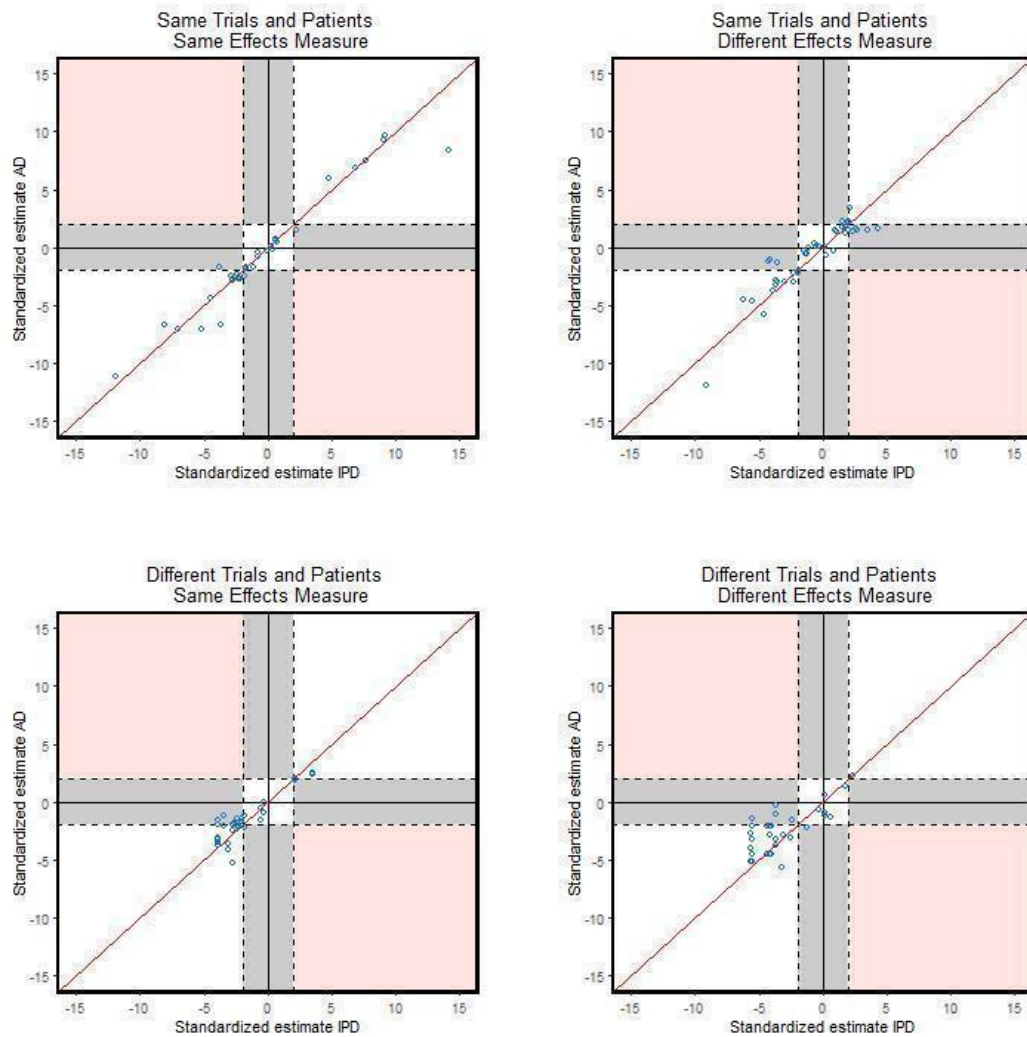 Same Trials and Patients
Same Effects Measure
15
10
5
0
-5
-10
-15
Standardized estimate AD
-15 -10 -5 0 5 10 15
Standardized estimate IPD
Same Trials and Patients
Different Effects Measure
15
10
5
0
-5
-10
-15
Standardized estimate AD
-15 -10 -5 0 5 10 15
Standardized estimate IPD
Different Trials and Patients
Same Effects Measure
15
10
5
0
-5
-10
-15
Standardized estimate AD
-15 -10 -5 0 5 10 15
Standardized estimate IPD
Different Trials and Patients
Different Effects Measure
15
10
5
0
-5
-10
-15
Standardized estimate AD
-15 -10 -5 0 5 10 15
Standardized estimate IPD